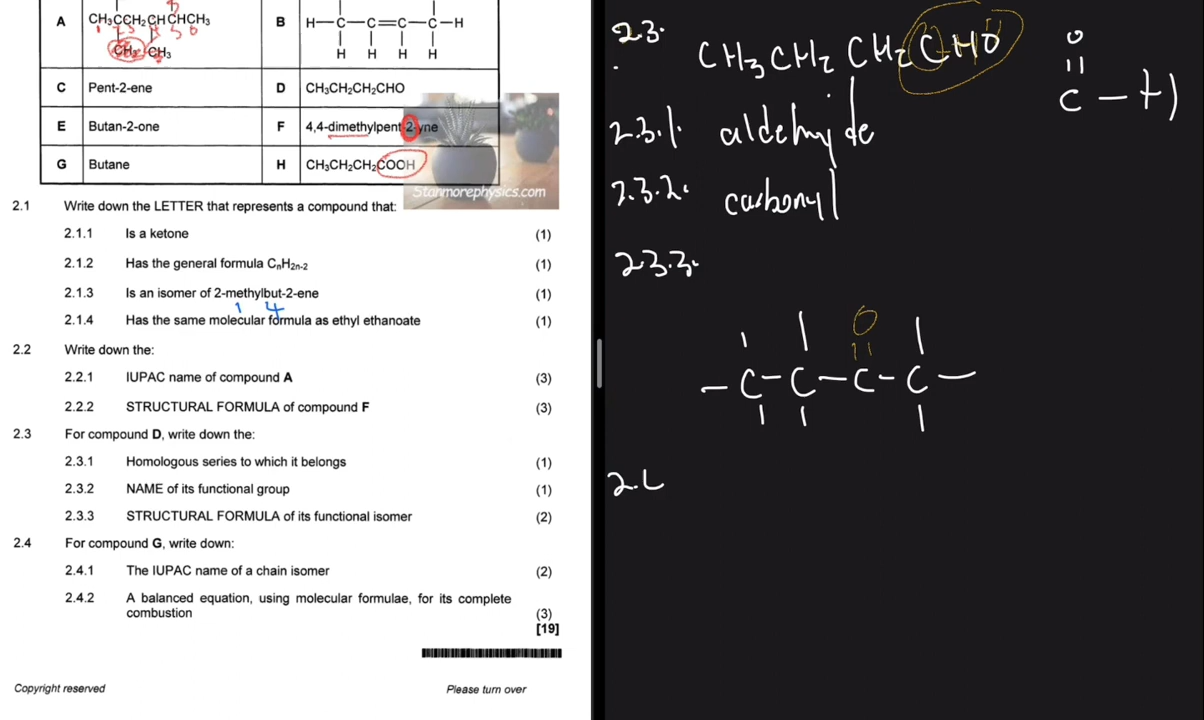 A CH₃CCH₂CHCHCH₃ B H—C—C=C—C—H
CH₃ CH₃ H H H H
C Pent-2-ene D CH₃CH₂CH₂CHO
E Butan-2-one F 4,4-dimethylpent-2-yne
G Butane H CH₃CH₂CH₂COOH
Stanmorephysics.com
2.1 Write down the LETTER that represents a compound that:
2.1.1 Is a ketone (1)
2.1.2 Has the general formula CₙH₂ₙ₋₂ (1)
2.1.3 Is an isomer of 2-methylbut-2-ene (1)
1 4
2.1.4 Has the same molecular formula as ethyl ethanoate (1)
2.2 Write down the:
2.2.1 IUPAC name of compound A (3)
2.2.2 STRUCTURAL FORMULA of compound F (3)
2.3 For compound D, write down the:
2.3.1 Homologous series to which it belongs (1)
2.3.2 NAME of its functional group (1)
2.3.3 STRUCTURAL FORMULA of its functional isomer (2)
2.4 For compound G, write down:
2.4.1 The IUPAC name of a chain isomer (2)
2.4.2 A balanced equation, using molecular formulae, for its complete
combustion (3)
[19]
Copyright reserved Please turn over
2.3.
CH₃CH₂CH₂CHO
O
C — H
2.3.1. aldehyde
2.3.2. carbonyl
2.3.3.
O
— C — C — C — C —
2.4